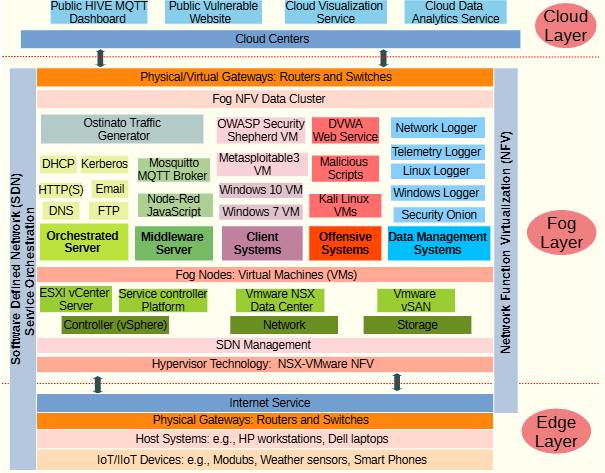 Public HIVE MQTT
Dashboard
Public Vulnerable
Website
Cloud Visualization
Service
Cloud Data
Analytics Service
Cloud
Layer
Cloud Centers
Physical/Virtual Gateways: Routers and Switches
Fog NFV Data Cluster
Ostinato Traffic
Generator
OWASP Security
Shepherd VM
DVWA
Web Service
Network Logger
DHCP
Kerberos
Mosquitto
MQTT Broker
Metasploitable3
VM
Malicious
Scripts
Telemetry Logger
Linux Logger
HTTP(S)
Email
Windows 10 VM
Windows Logger
DNS
FTP
Node-Red
JavaScript
Windows 7 VM
Kali Linux
VMs
Security Onion
Orchestrated
Server
Middleware
Server
Client
Systems
Offensive
Systems
Data Management
Systems
Software Defined Network (SDN)
Service Orchestration
Network Function Virtualization (NFV)
Fog
Layer
Fog Nodes: Virtual Machines (VMs)
ESXI vCenter
Server
Service controller
Platform
Vmware NSX
Data Center
Vmware
vSAN
Controller (vSphere)
Network
Storage
SDN Management
Hypervisor Technology: NSX-VMware NFV
Internet Service
Physical Gateways: Routers and Switches
Host Systems: e.g., HP workstations, Dell laptops
IoT/IIoT Devices: e.g., Modubs, Weather sensors, Smart Phones
Edge
Layer